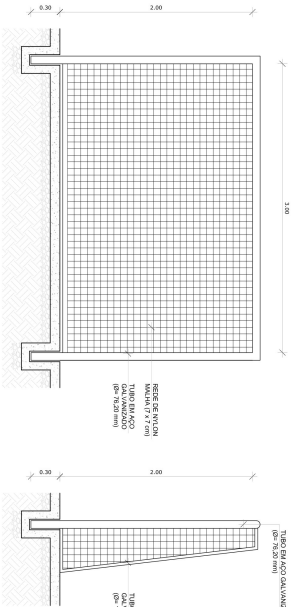 0.30
2.00
3.00
REDE DE NYLON
MALHA (7 x 7 cm)
TUBO EM AÇO
GALVANIZADO
(Ø= 76,20 mm)
0.30
2.00
TUBO EM AÇO
(Ø= 76,20 mm)